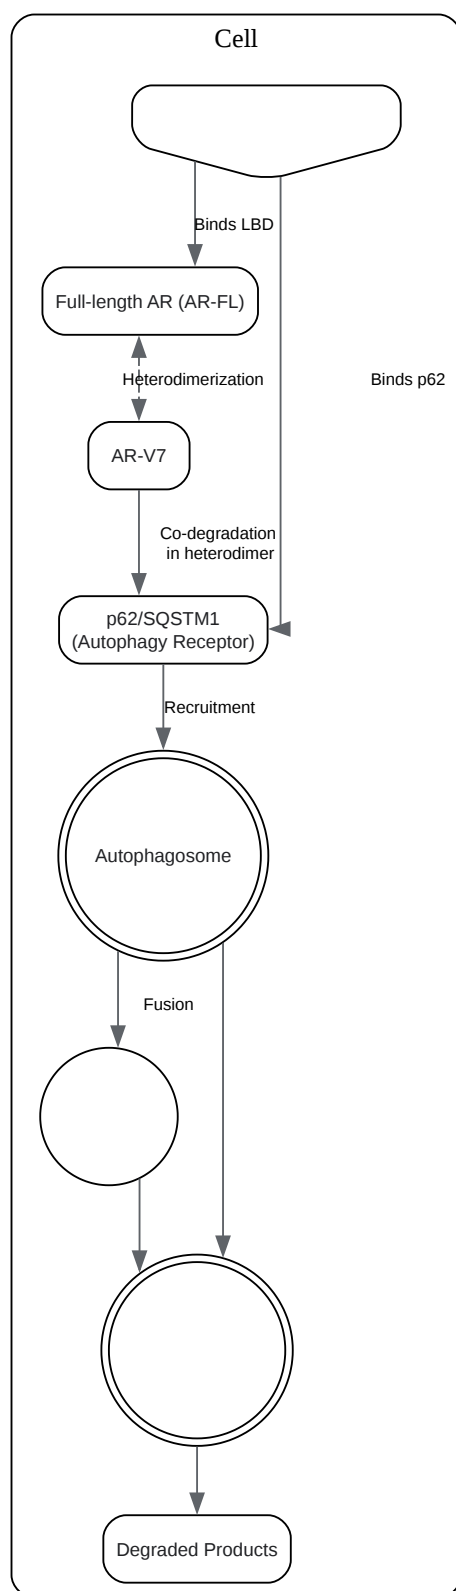 Cell
Binds LBD
Full-length AR (AR-FL)
Heterodimerization
Binds p62
AR-V7
Co-degradation
in heterodimer
p62/SQSTM1
(Autophagy Receptor)
Recruitment
Autophagosome
Fusion
Degraded Products